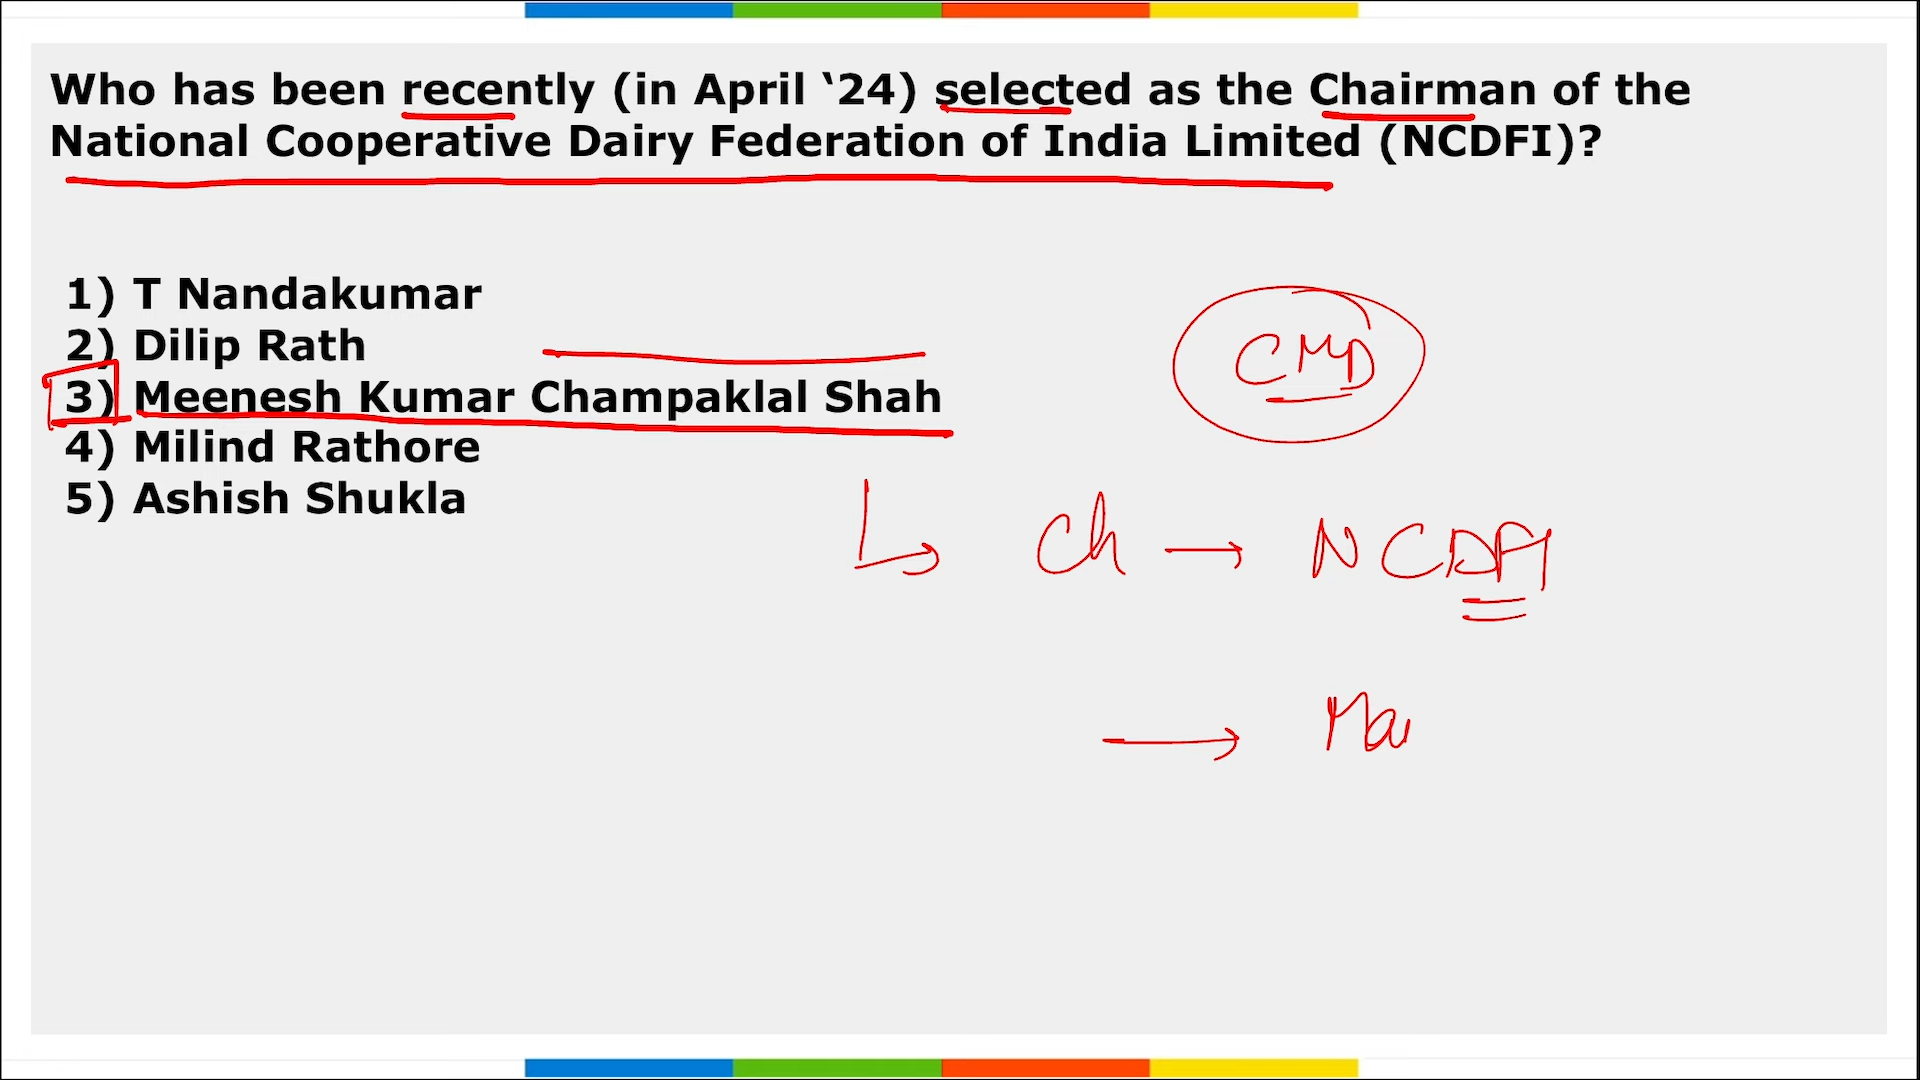 Who has been recently (in April ‘24) selected as the Chairman of the
National Cooperative Dairy Federation of India Limited (NCDFI)?
1) T Nandakumar
2) Dilip Rath
3) Meenesh Kumar Champaklal Shah
4) Milind Rathore
5) Ashish Shukla
CMD
Ch → NCDFI
→ Ma